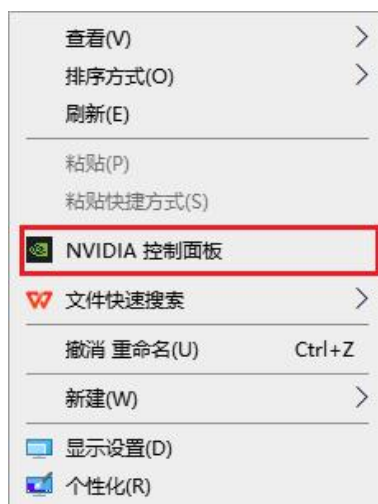 查看(V)
排序方式(O)
刷新(E)
粘贴(P)
粘贴快捷方式(S)
NVIDIA 控制面板
文件快速搜索
撤消 重命名(U) Ctrl+Z
新建(W)
显示设置(D)
个性化(R)